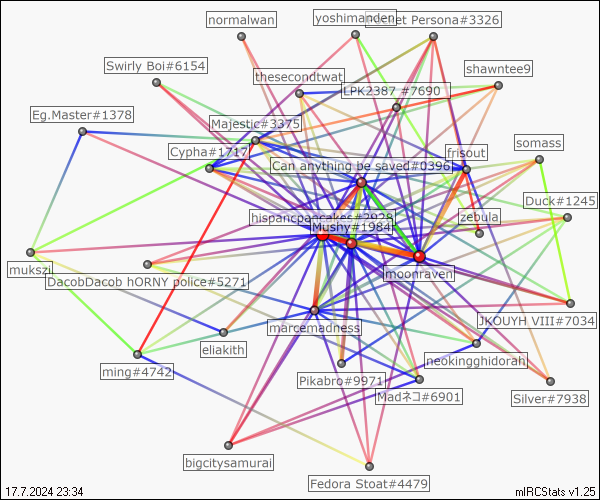 normalwan
yoshimanden
Persona#3326
Swirly Boi#6154
thesecondtwat
shawntee9
LPK2387 #7690
Eg.Master#1378
Majestic#3375
Cypha#1717
frisout
somass
Can anything be saved#0396
Duck#1245
hispanicpancakes#2928
zebula
Mushy#1984
mukszi
DacobDacob hORNY police#5271
moonraven
marcemadness
JKOUYH VIII#7034
eliakith
neokingghidorah
ming#4742
Pikabro#9971
Madネコ#6901
Silver#7938
bigcitysamurai
Fedora Stoat#4479
17.7.2024 23:34
mIRCStats v1.25